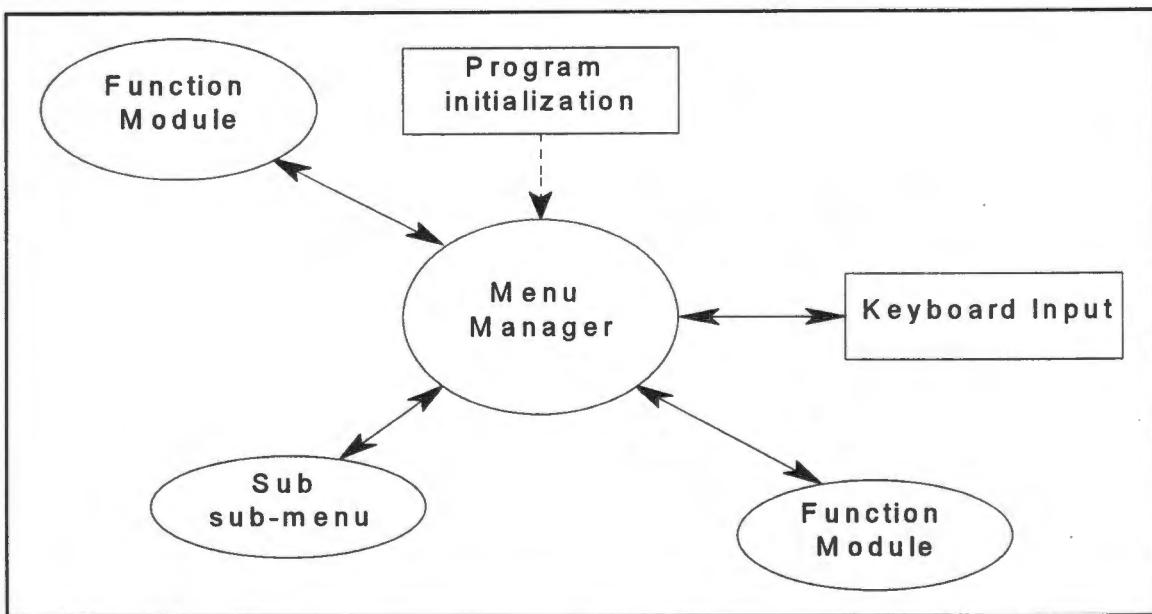 Function
Module
Program
initialization
Menu
Manager
Keyboard Input
Sub
sub-menu
Function
Module